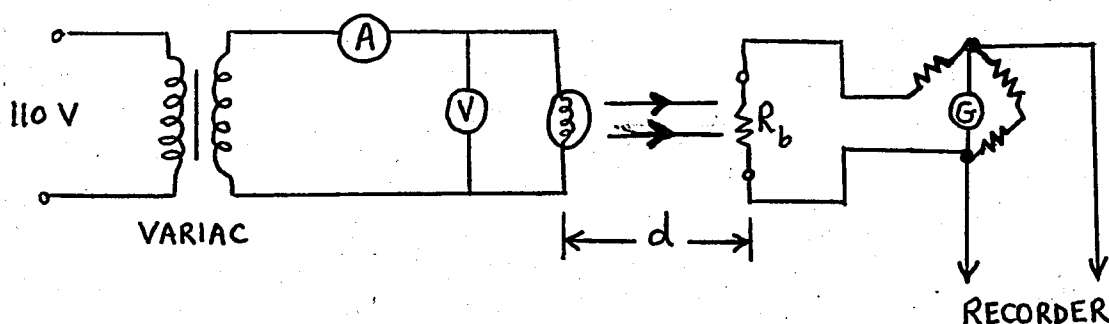 110 V
VARIAC
A
V
R_b
G
d
RECORDER